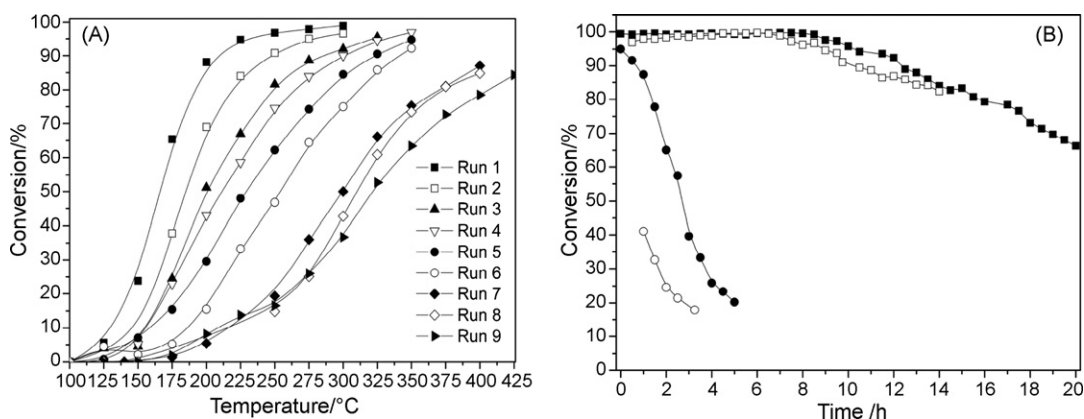 (A)
Conversion/%
100
90
80
70
60
50
40
30
20
10
0
100 125 150 175 200 225 250 275 300 325 350 375 400 425
Temperature/°C
Run 1
Run 2
Run 3
Run 4
Run 5
Run 6
Run 7
Run 8
Run 9
(B)
Conversion/%
100
90
80
70
60
50
40
30
20
10
0
0 2 4 6 8 10 12 14 16 18 20
Time /h